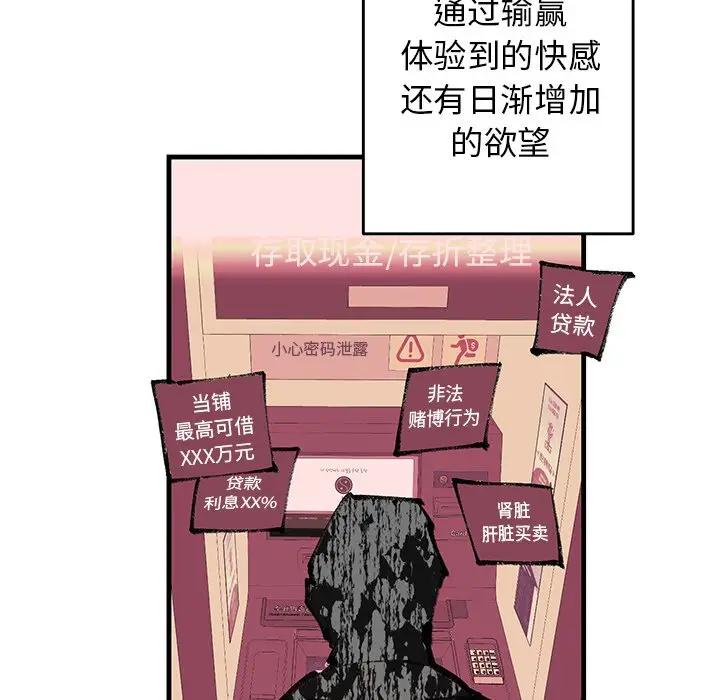 通过输赢
体验到的快感
还有日渐增加
的欲望
存取现金/存折整理
法人
贷款
小心密码泄露
当铺
最高可借
XXX万元
非法
赌博行为
贷款
利息XX%
肾脏
肝脏买卖